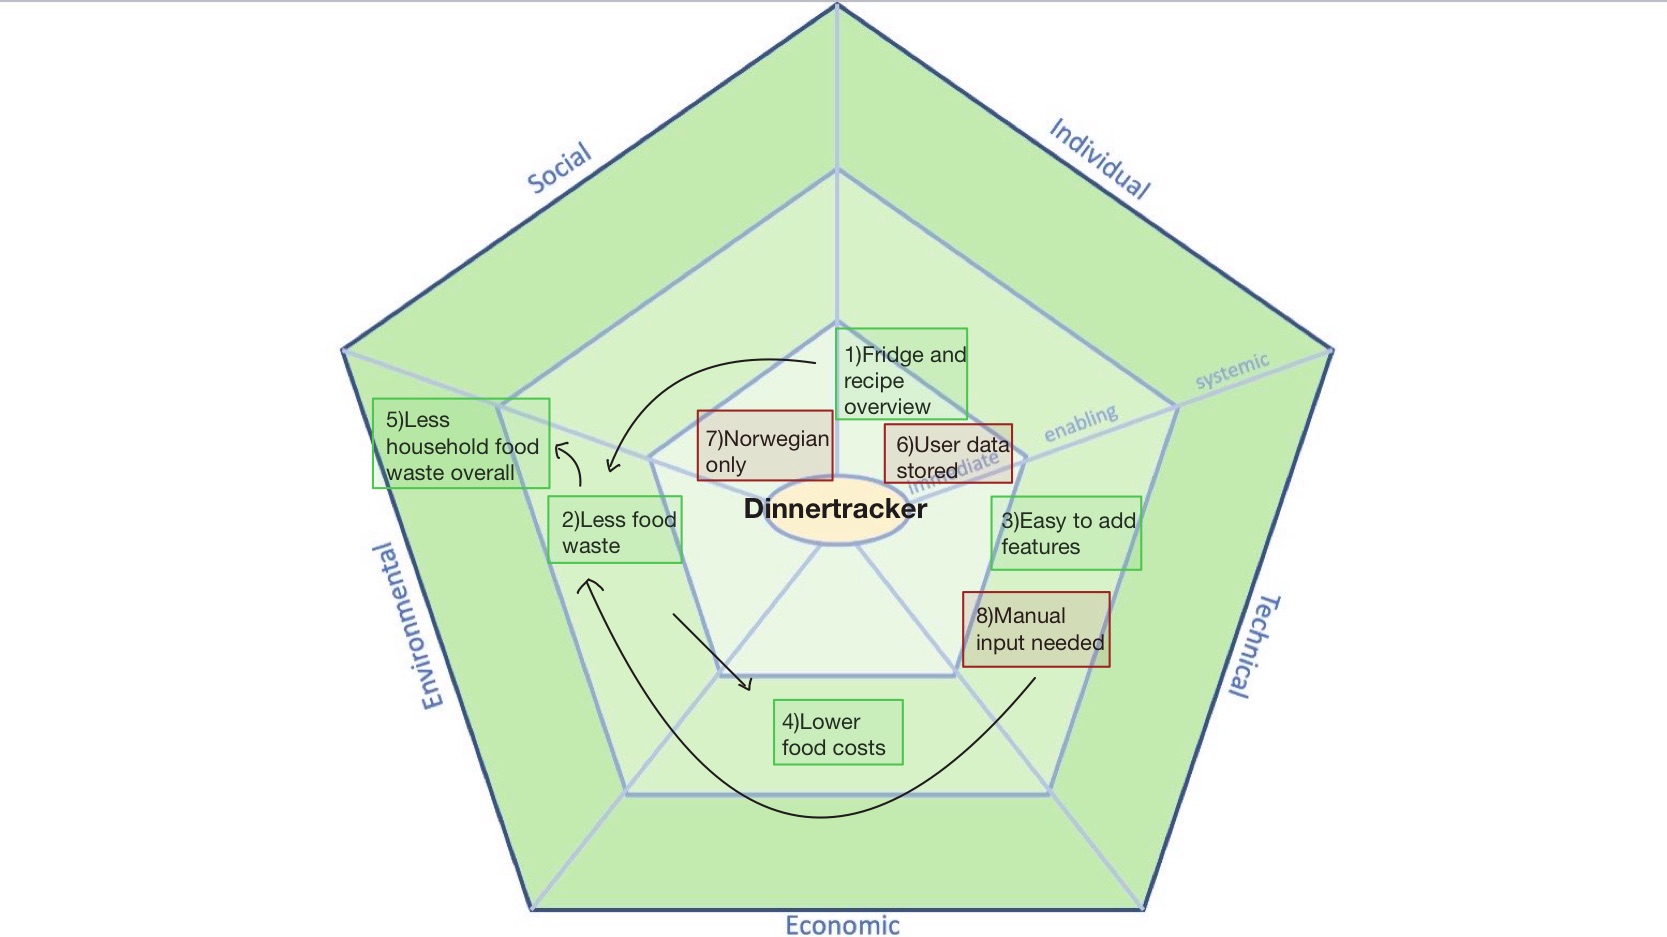 Social
Individual
systemic
enabling
immediate
1)Fridge and
recipe
overview
5)Less
household food
waste overall
7)Norwegian
only
6)User data
stored
Dinnertracker
2)Less food
waste
3)Easy to add
features
Environmental
Technical
8)Manual
input needed
4)Lower
food costs
Economic